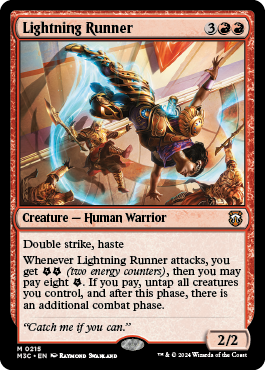 Lightning Runner 3
Creature — Human Warrior
Double strike, haste
Whenever Lightning Runner attacks, you
get (two energy counters), then you may
pay eight . If you pay, untap all creatures
you control, and after this phase, there is
an additional combat phase.
“Catch me if you can.”
2/2
M 0215
M3C • EN Raymond Swanland
™ & © 2024 Wizards of the Coast